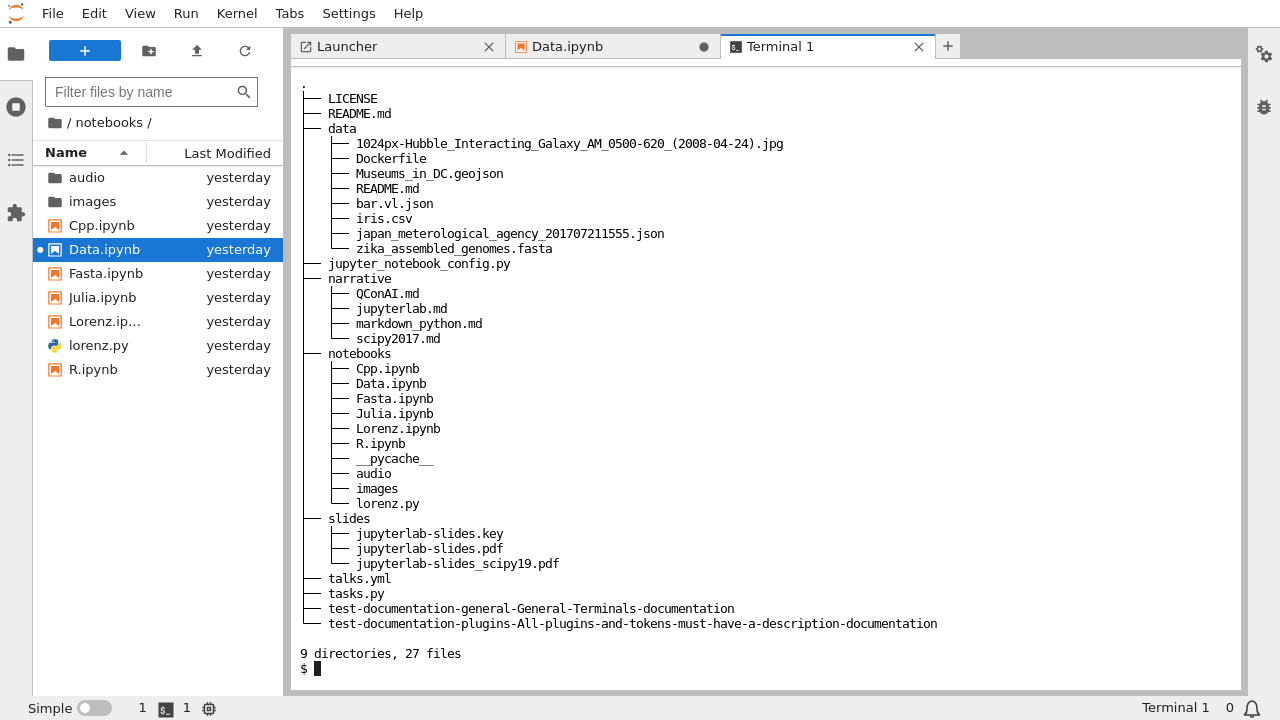 File Edit View Run Kernel Tabs Settings Help
Launcher
Data.ipynb
Terminal 1
Filter files by name
/ notebooks /
Name Last Modified
audio yesterday
images yesterday
Cpp.ipynb yesterday
Data.ipynb yesterday
Fasta.ipynb yesterday
Julia.ipynb yesterday
Lorenz.ip... yesterday
lorenz.py yesterday
R.ipynb yesterday
.
├── LICENSE
├── README.md
├── data
│   ├── 1024px-Hubble_Interacting_Galaxy_AM_0500-620_(2008-04-24).jpg
│   ├── Dockerfile
│   ├── Museums_in_DC.geojson
│   ├── README.md
│   ├── bar.vl.json
│   ├── iris.csv
│   ├── japan_meterological_agency_201707211555.json
│   └── zika_assembled_genomes.fasta
├── jupyter_notebook_config.py
├── narrative
│   ├── QConAI.md
│   ├── jupyterlab.md
│   ├── markdown_python.md
│   └── scipy2017.md
├── notebooks
│   ├── Cpp.ipynb
│   ├── Data.ipynb
│   ├── Fasta.ipynb
│   ├── Julia.ipynb
│   ├── Lorenz.ipynb
│   ├── R.ipynb
│   ├── __pycache__
│   ├── audio
│   ├── images
│   └── lorenz.py
├── slides
│   ├── jupyterlab-slides.key
│   ├── jupyterlab-slides.pdf
│   └── jupyterlab-slides_scipy19.pdf
├── talks.yml
├── tasks.py
├── test-documentation-general-General-Terminals-documentation
└── test-documentation-plugins-All-plugins-and-tokens-must-have-a-description-documentation
9 directories, 27 files
$
Simple 1 $_ 1 Terminal 1 0